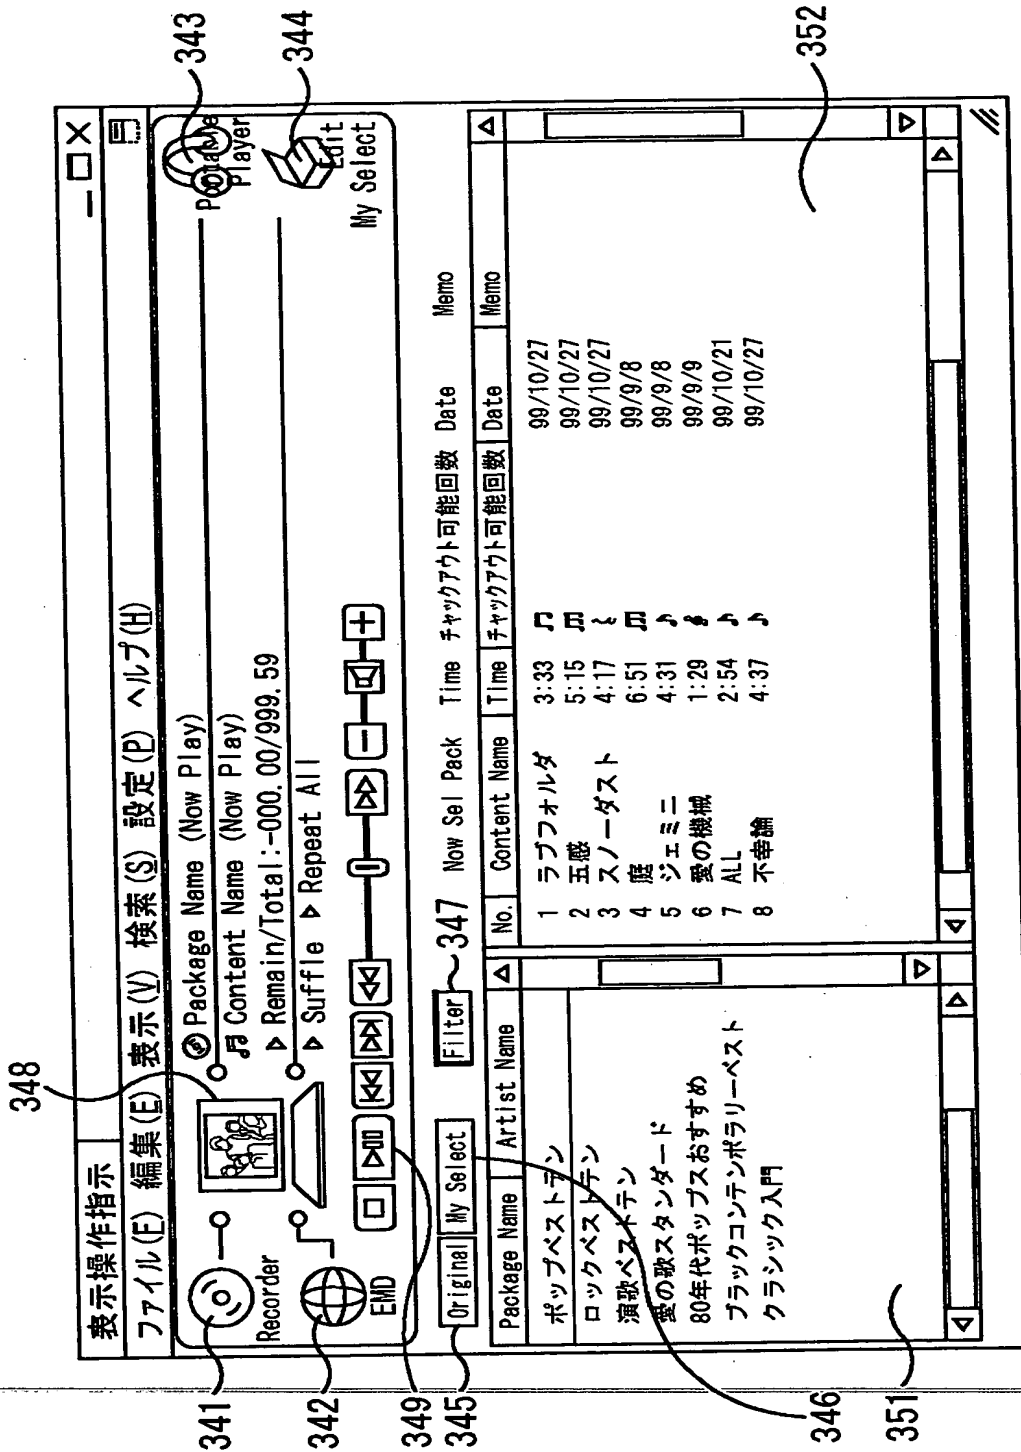 表示操作指示
ファイル(F) 編集(E) 表示(V) 検索(S) 設定(P) ヘルプ(H)
Package Name (Now Play)
Content Name (Now Play)
Remain/Total:-000.00/999.59
Suffle Repeat All
Recorder
EMD
Portable
Player
Edit
My Select
Original My Select Filter Now Sel Pack Time チャックアウト可能回数 Date Memo
Package Name Artist Name
ポップベストテン
ロックベストテン
演歌ベストテン
愛の歌スタンダード
80年代ポップスおすすめ
ブラックコンテンポラリーベスト
クラシック入門
No. Content Name Time チャックアウト可能回数 Date Memo
1 ラブフォルダ 3:33 99/10/27
2 五感 5:15 99/10/27
3 スノーダスト 4:17 99/10/27
4 庭 6:51 99/9/8
5 ジェミニ 4:31 99/9/8
6 愛の機械 1:29 99/9/9
7 ALL 2:54 99/10/21
8 不幸論 4:37 99/10/27
341
342
343
344
345
346
347
348
349
351
352